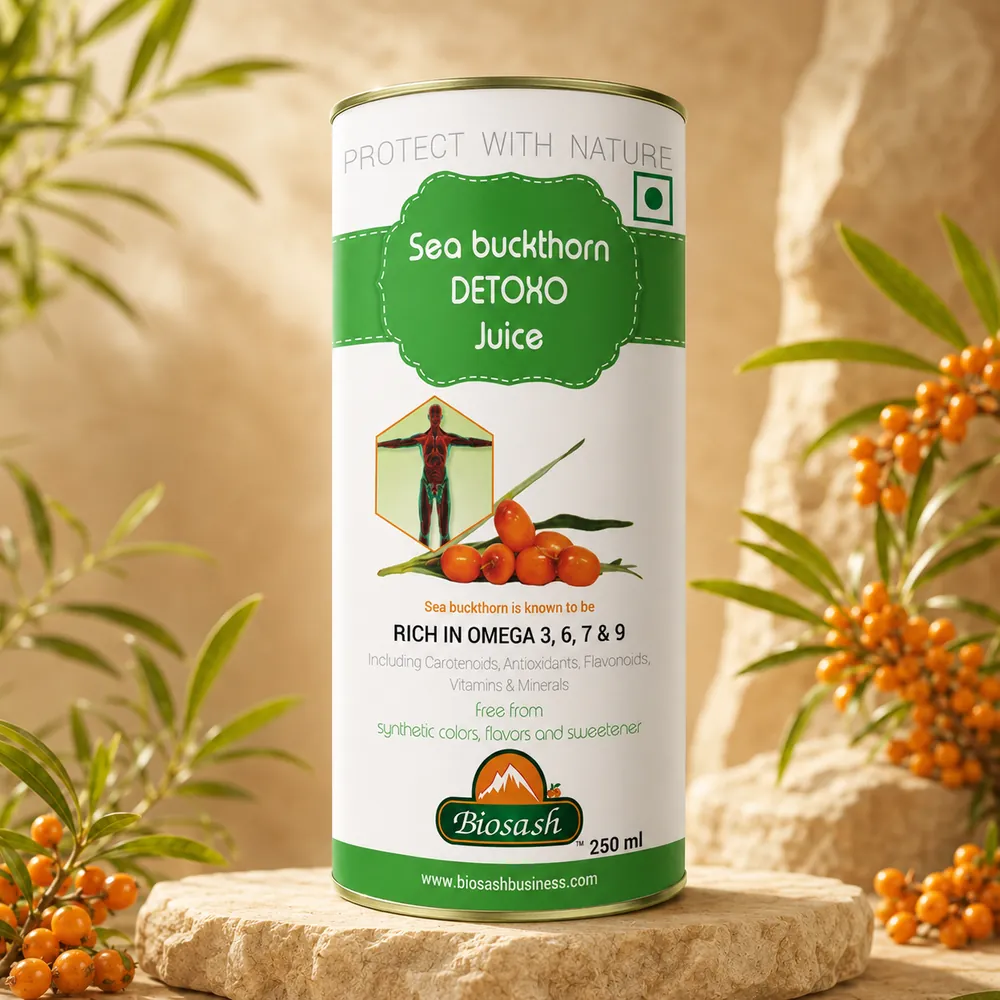 PROTECT WITH NATURE
Sea buckthorn
DETOXO
Juice
Sea buckthorn is known to be
RICH IN OMEGA 3, 6, 7 & 9
Including Carotenoids, Antioxidants, Flavonoids,
Vitamins & Minerals
free from
synthetic colors, flavors and sweetener
Biosash
TM
250 ml
www.biosashbusiness.com